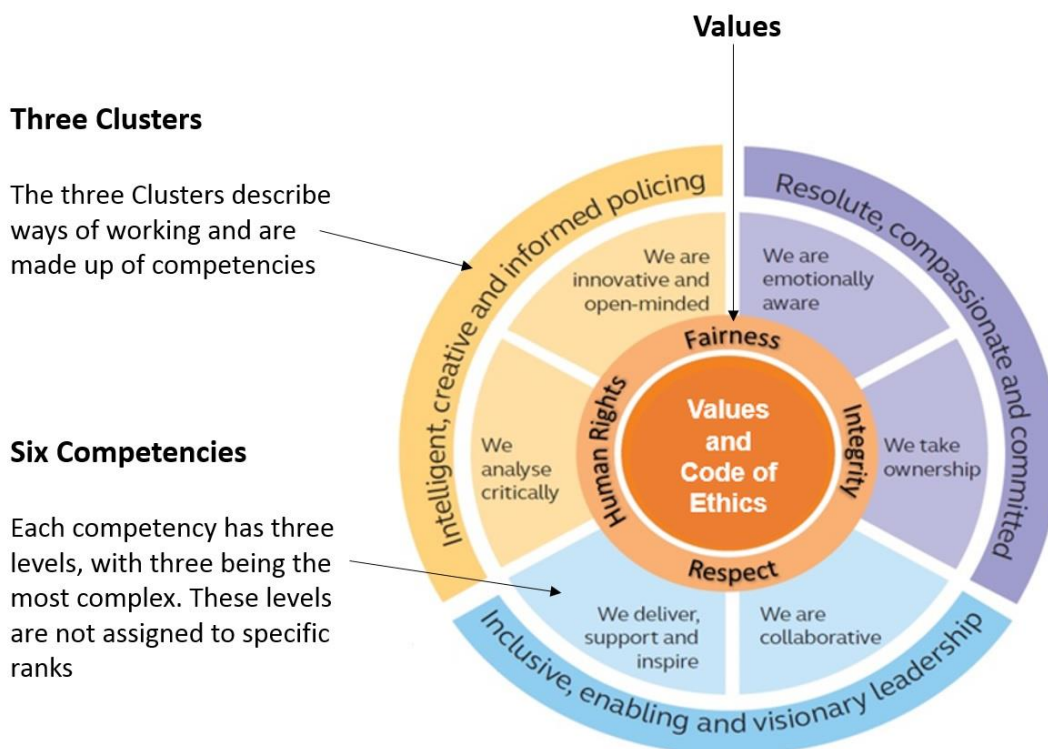 Values
Three Clusters
The three Clusters describe
ways of working and are
made up of competencies
Six Competencies
Each competency has three
levels, with three being the
most complex. These levels
are not assigned to specific
ranks
Intelligent, creative and informed policing
Resolute, compassionate and committed
Inclusive, enabling and visionary leadership
We are
innovative and
open-minded
We are
emotionally
aware
We
analyse
critically
We take
ownership
We deliver,
support and
inspire
We are
collaborative
Fairness
Human Rights
Integrity
Respect
Values
and
Code of
Ethics